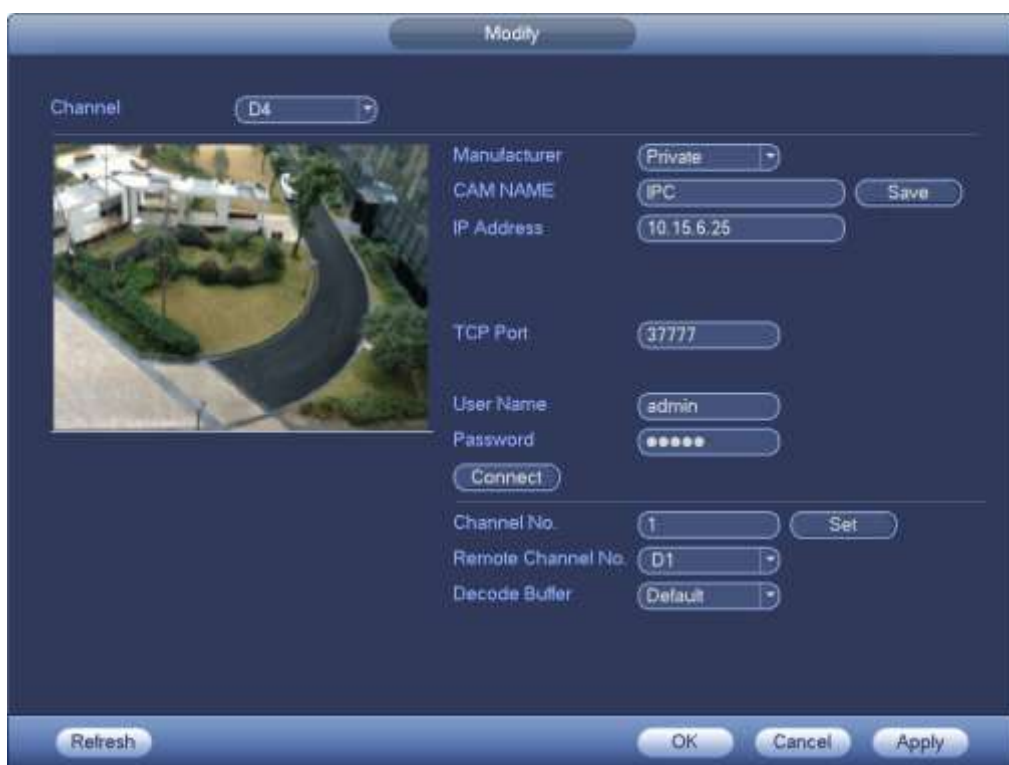 Modify
Channel D4
Manufacturer Private
CAM NAME IPC Save
IP Address 10.15.6.25
TCP Port 37777
User Name admin
Password ●●●●●
Connect
Channel No. 1 Set
Remote Channel No. D1
Decode Buffer Default
Refresh OK Cancel Apply